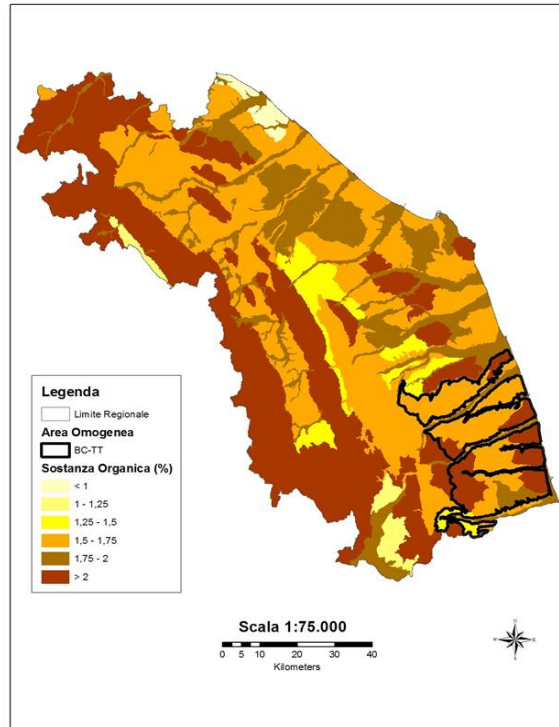 Legenda
Limite Regionale
Area Omogenea
BC-TT
Sostanza Organica (%)
< 1
1 - 1,25
1,25 - 1,5
1,5 - 1,75
1,75 - 2
> 2
Scala 1:75.000
0 5 10 20 30 40
Kilometers